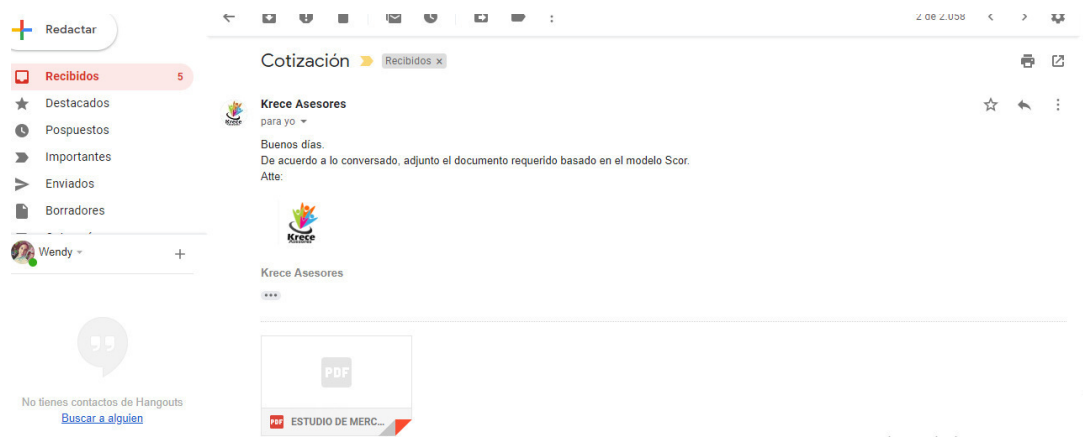 Redactar
2 de 2.058
Recibidos 5
Destacados
Pospuestos
Importantes
Enviados
Borradores
Wendy
No tienes contactos de Hangouts
Buscar a alguien
Cotización Recibidos x
Krece Asesores
para yo
Buenos días.
De acuerdo a lo conversado, adjunto el documento requerido basado en el modelo Scor.
Atte:
Krece
Asesores
Krece Asesores
PDF
PDF ESTUDIO DE MERC...